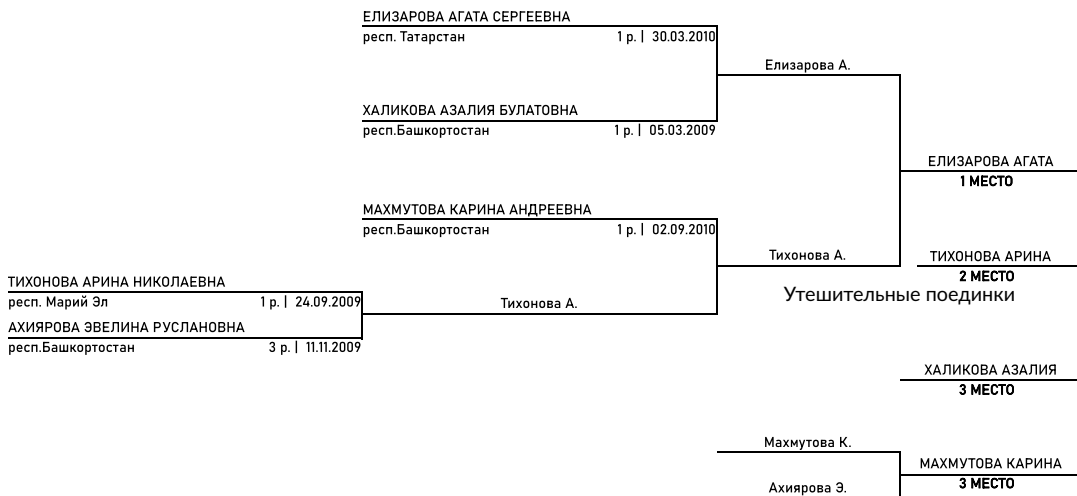 ЕЛИЗАРОВА АГАТА СЕРГЕЕВНА
респ. Татарстан 1 р. | 30.03.2010
Елизарова А.
ХАЛИКОВА АЗАЛИЯ БУЛАТОВНА
респ.Башкортостан 1 р. | 05.03.2009
ЕЛИЗАРОВА АГАТА
1 МЕСТО
МАХМУТОВА КАРИНА АНДРЕЕВНА
респ.Башкортостан 1 р. | 02.09.2010
Тихонова А.
ТИХОНОВА АРИНА
2 МЕСТО
ТИХОНОВА АРИНА НИКОЛАЕВНА
респ. Марий Эл 1 р. | 24.09.2009
Тихонова А.
АХИЯРОВА ЭВЕЛИНА РУСЛАНОВНА
респ.Башкортостан 3 р. | 11.11.2009
Утешительные поединки
ХАЛИКОВА АЗАЛИЯ
3 МЕСТО
Махмутова К.
МАХМУТОВА КАРИНА
3 МЕСТО
Ахиярова Э.